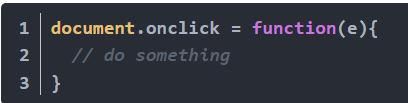 1 document.onclick = function(e){
2   // do something
3 }